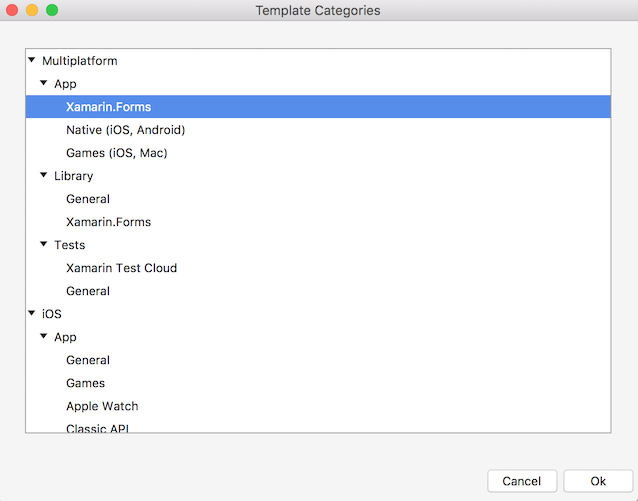 Template Categories
Multiplatform
App
Xamarin.Forms
Native (iOS, Android)
Games (iOS, Mac)
Library
General
Xamarin.Forms
Tests
Xamarin Test Cloud
General
iOS
App
General
Games
Apple Watch
Classic API
Cancel
Ok